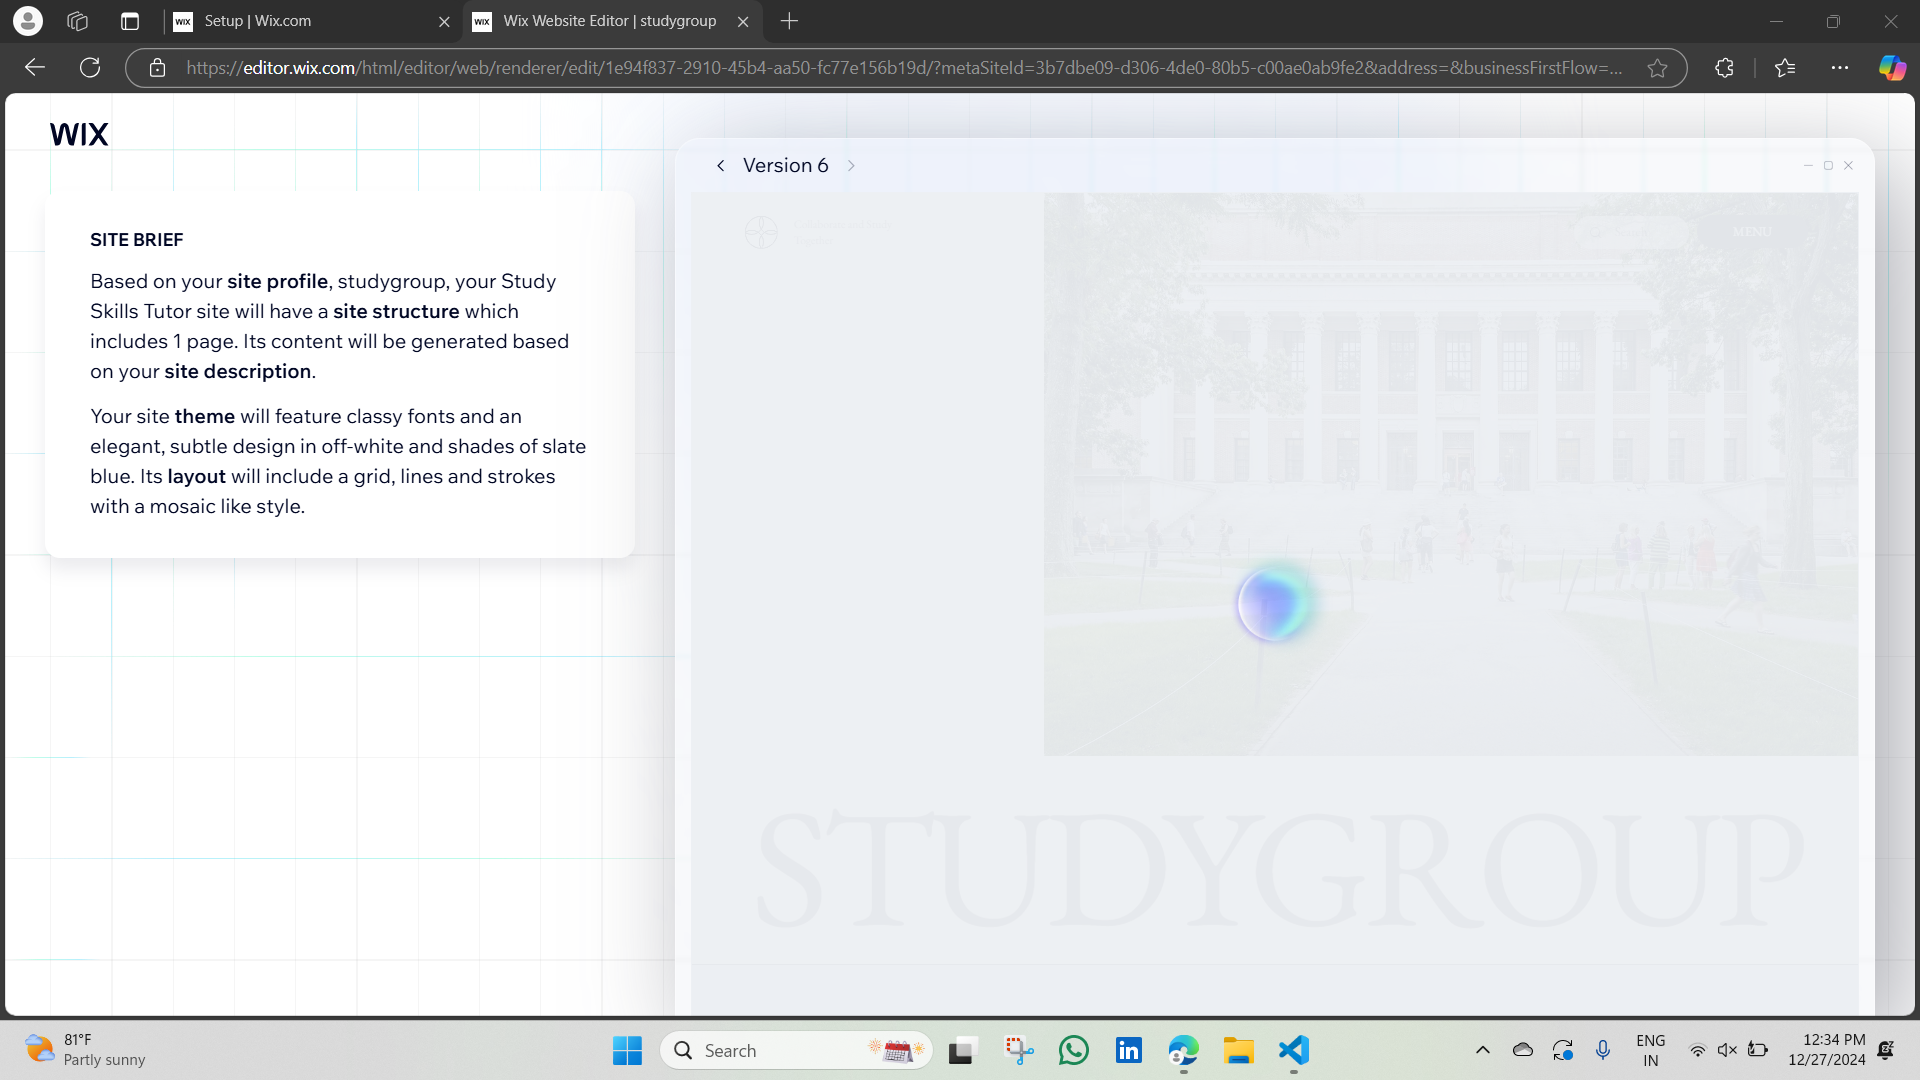 Setup | Wix.com
Wix Website Editor | studygroup
https://editor.wix.com/html/editor/web/renderer/edit/1e94f837-2910-45b4-aa50-fc77e156b19d/?metaSiteId=3b7dbe09-d306-4de0-80b5-c00ae0ab9fe2&address=&businessFirstFlow=...
WIX
Version 6
SITE BRIEF
Based on your site profile, studygroup, your Study
Skills Tutor site will have a site structure which
includes 1 page. Its content will be generated based
on your site description.
Your site theme will feature classy fonts and an
elegant, subtle design in off-white and shades of slate
blue. Its layout will include a grid, lines and strokes
with a mosaic like style.
MENU
STUDYGROUP
81°F
Partly sunny
Search
ENG
IN
12:34 PM
12/27/2024